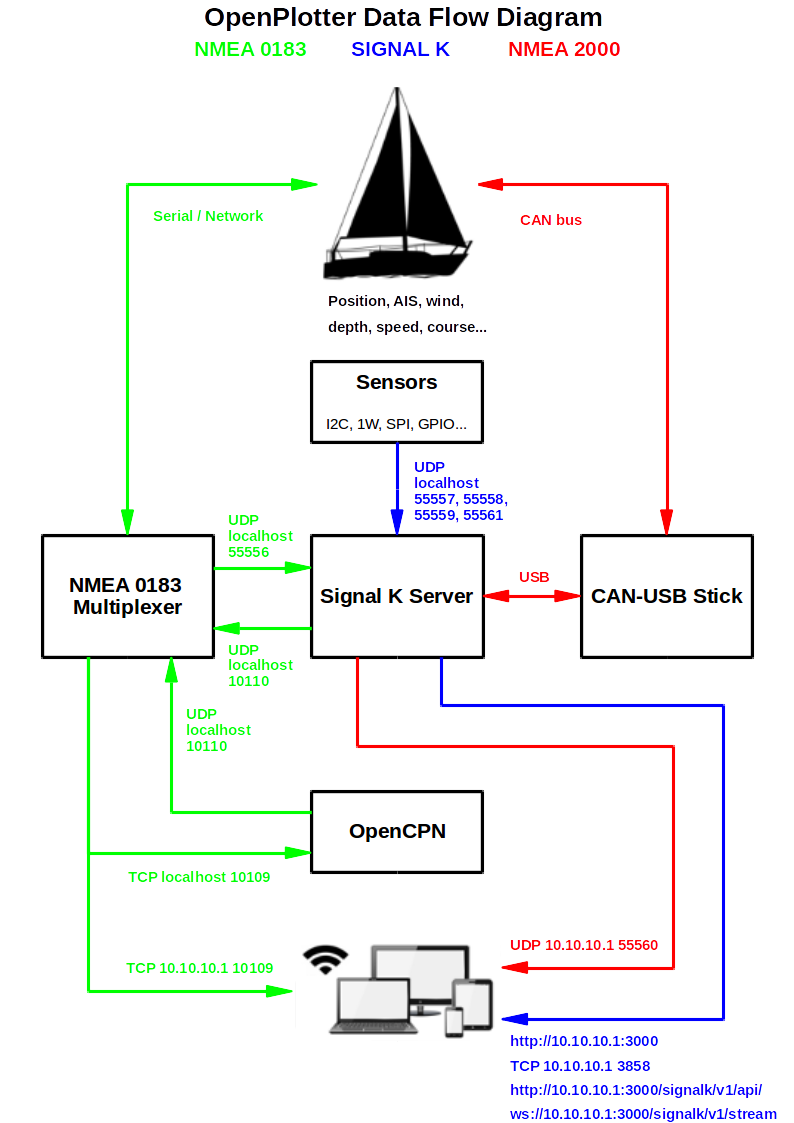 OpenPlotter Data Flow Diagram
NMEA 0183 SIGNAL K NMEA 2000
Serial / Network
CAN bus
Position, AIS, wind,
depth, speed, course...
Sensors
I2C, 1W, SPI, GPIO...
UDP
localhost
55557, 55558,
55559, 55561
UDP
localhost
55556
NMEA 0183
Multiplexer
Signal K Server
USB
CAN-USB Stick
UDP
localhost
10110
UDP
localhost
10110
OpenCPN
TCP localhost 10109
UDP 10.10.10.1 55560
TCP 10.10.10.1 10109
http://10.10.10.1:3000
TCP 10.10.10.1 3858
http://10.10.10.1:3000/signalk/v1/api/
ws://10.10.10.1:3000/signalk/v1/stream